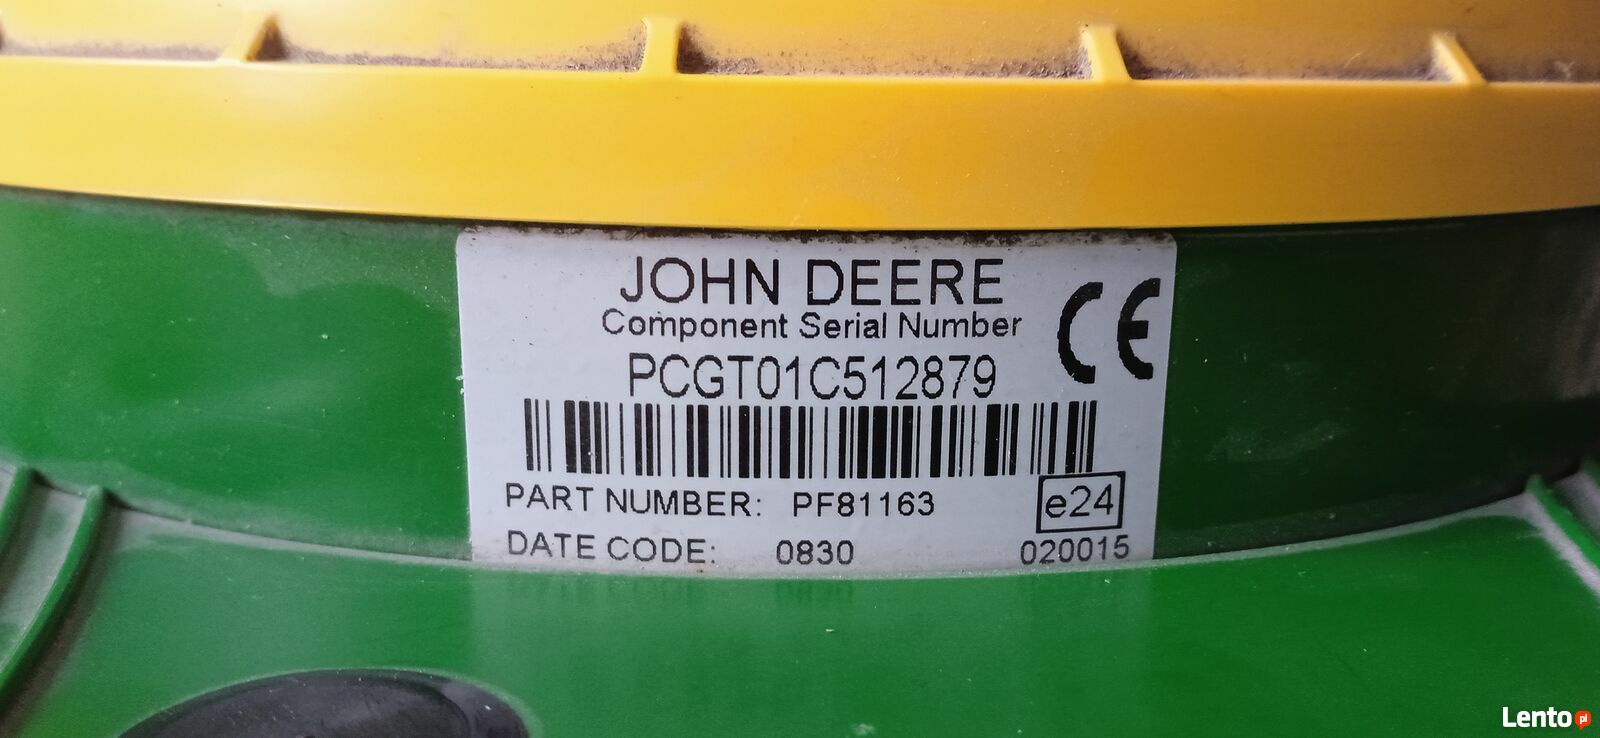 JOHN DEERE
Component Serial Number
CE
PCGT01C512879
PART NUMBER: PF81163
e24
DATE CODE: 0830
020015
Lento.pl